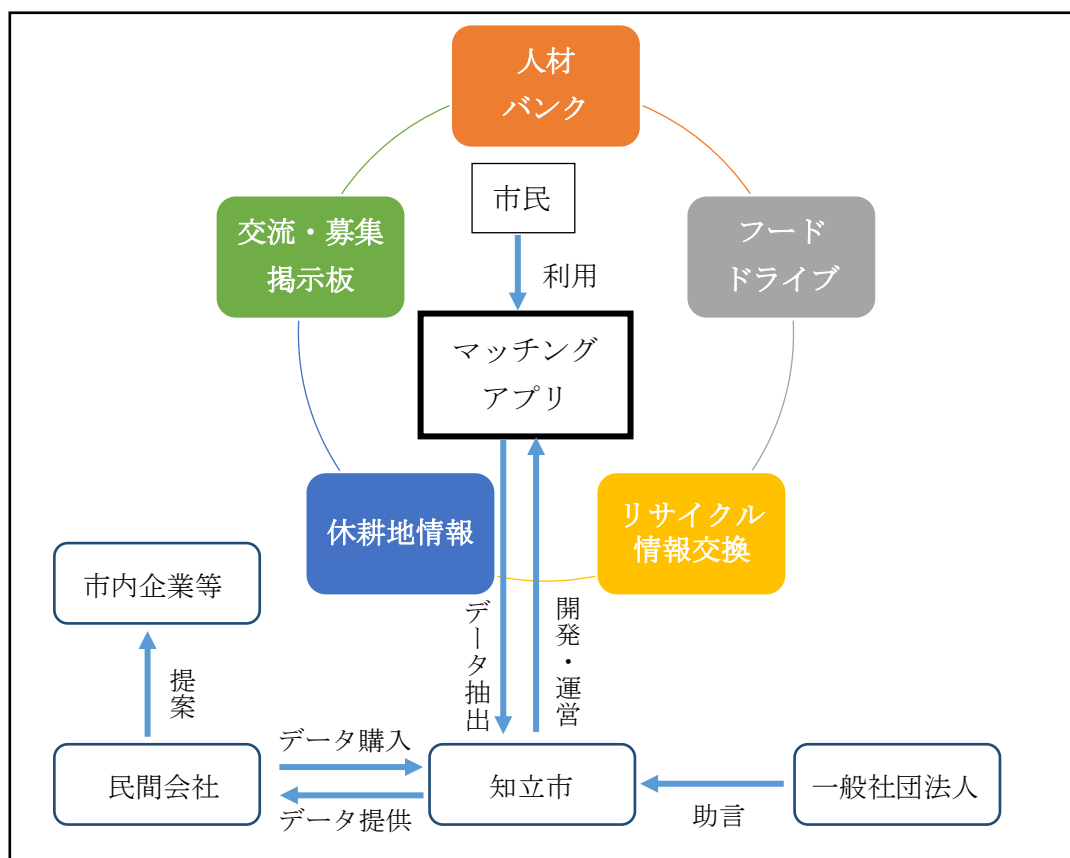 人材
バンク
市民
交流・募集
掲示板
フード
ドライブ
利用
マッチング
アプリ
休耕地情報
リサイクル
情報交換
市内企業等
データ抽出
開発・運営
提案
データ購入
民間会社
知立市
一般社団法人
データ提供
助言